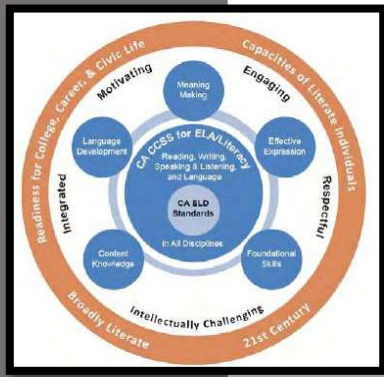 Readiness for College, Career, & Civic Life
Capacities of Literate Individuals
Broadly Literate
21st Century
Motivating
Engaging
Integrated
Respectful
Intellectually Challenging
Meaning
Making
Language
Development
Effective
Expression
Content
Knowledge
Foundational
Skills
CA CCSS for ELA/Literacy
Reading, Writing,
Speaking & Listening,
and Language
CA ELD
Standards
In All Disciplines